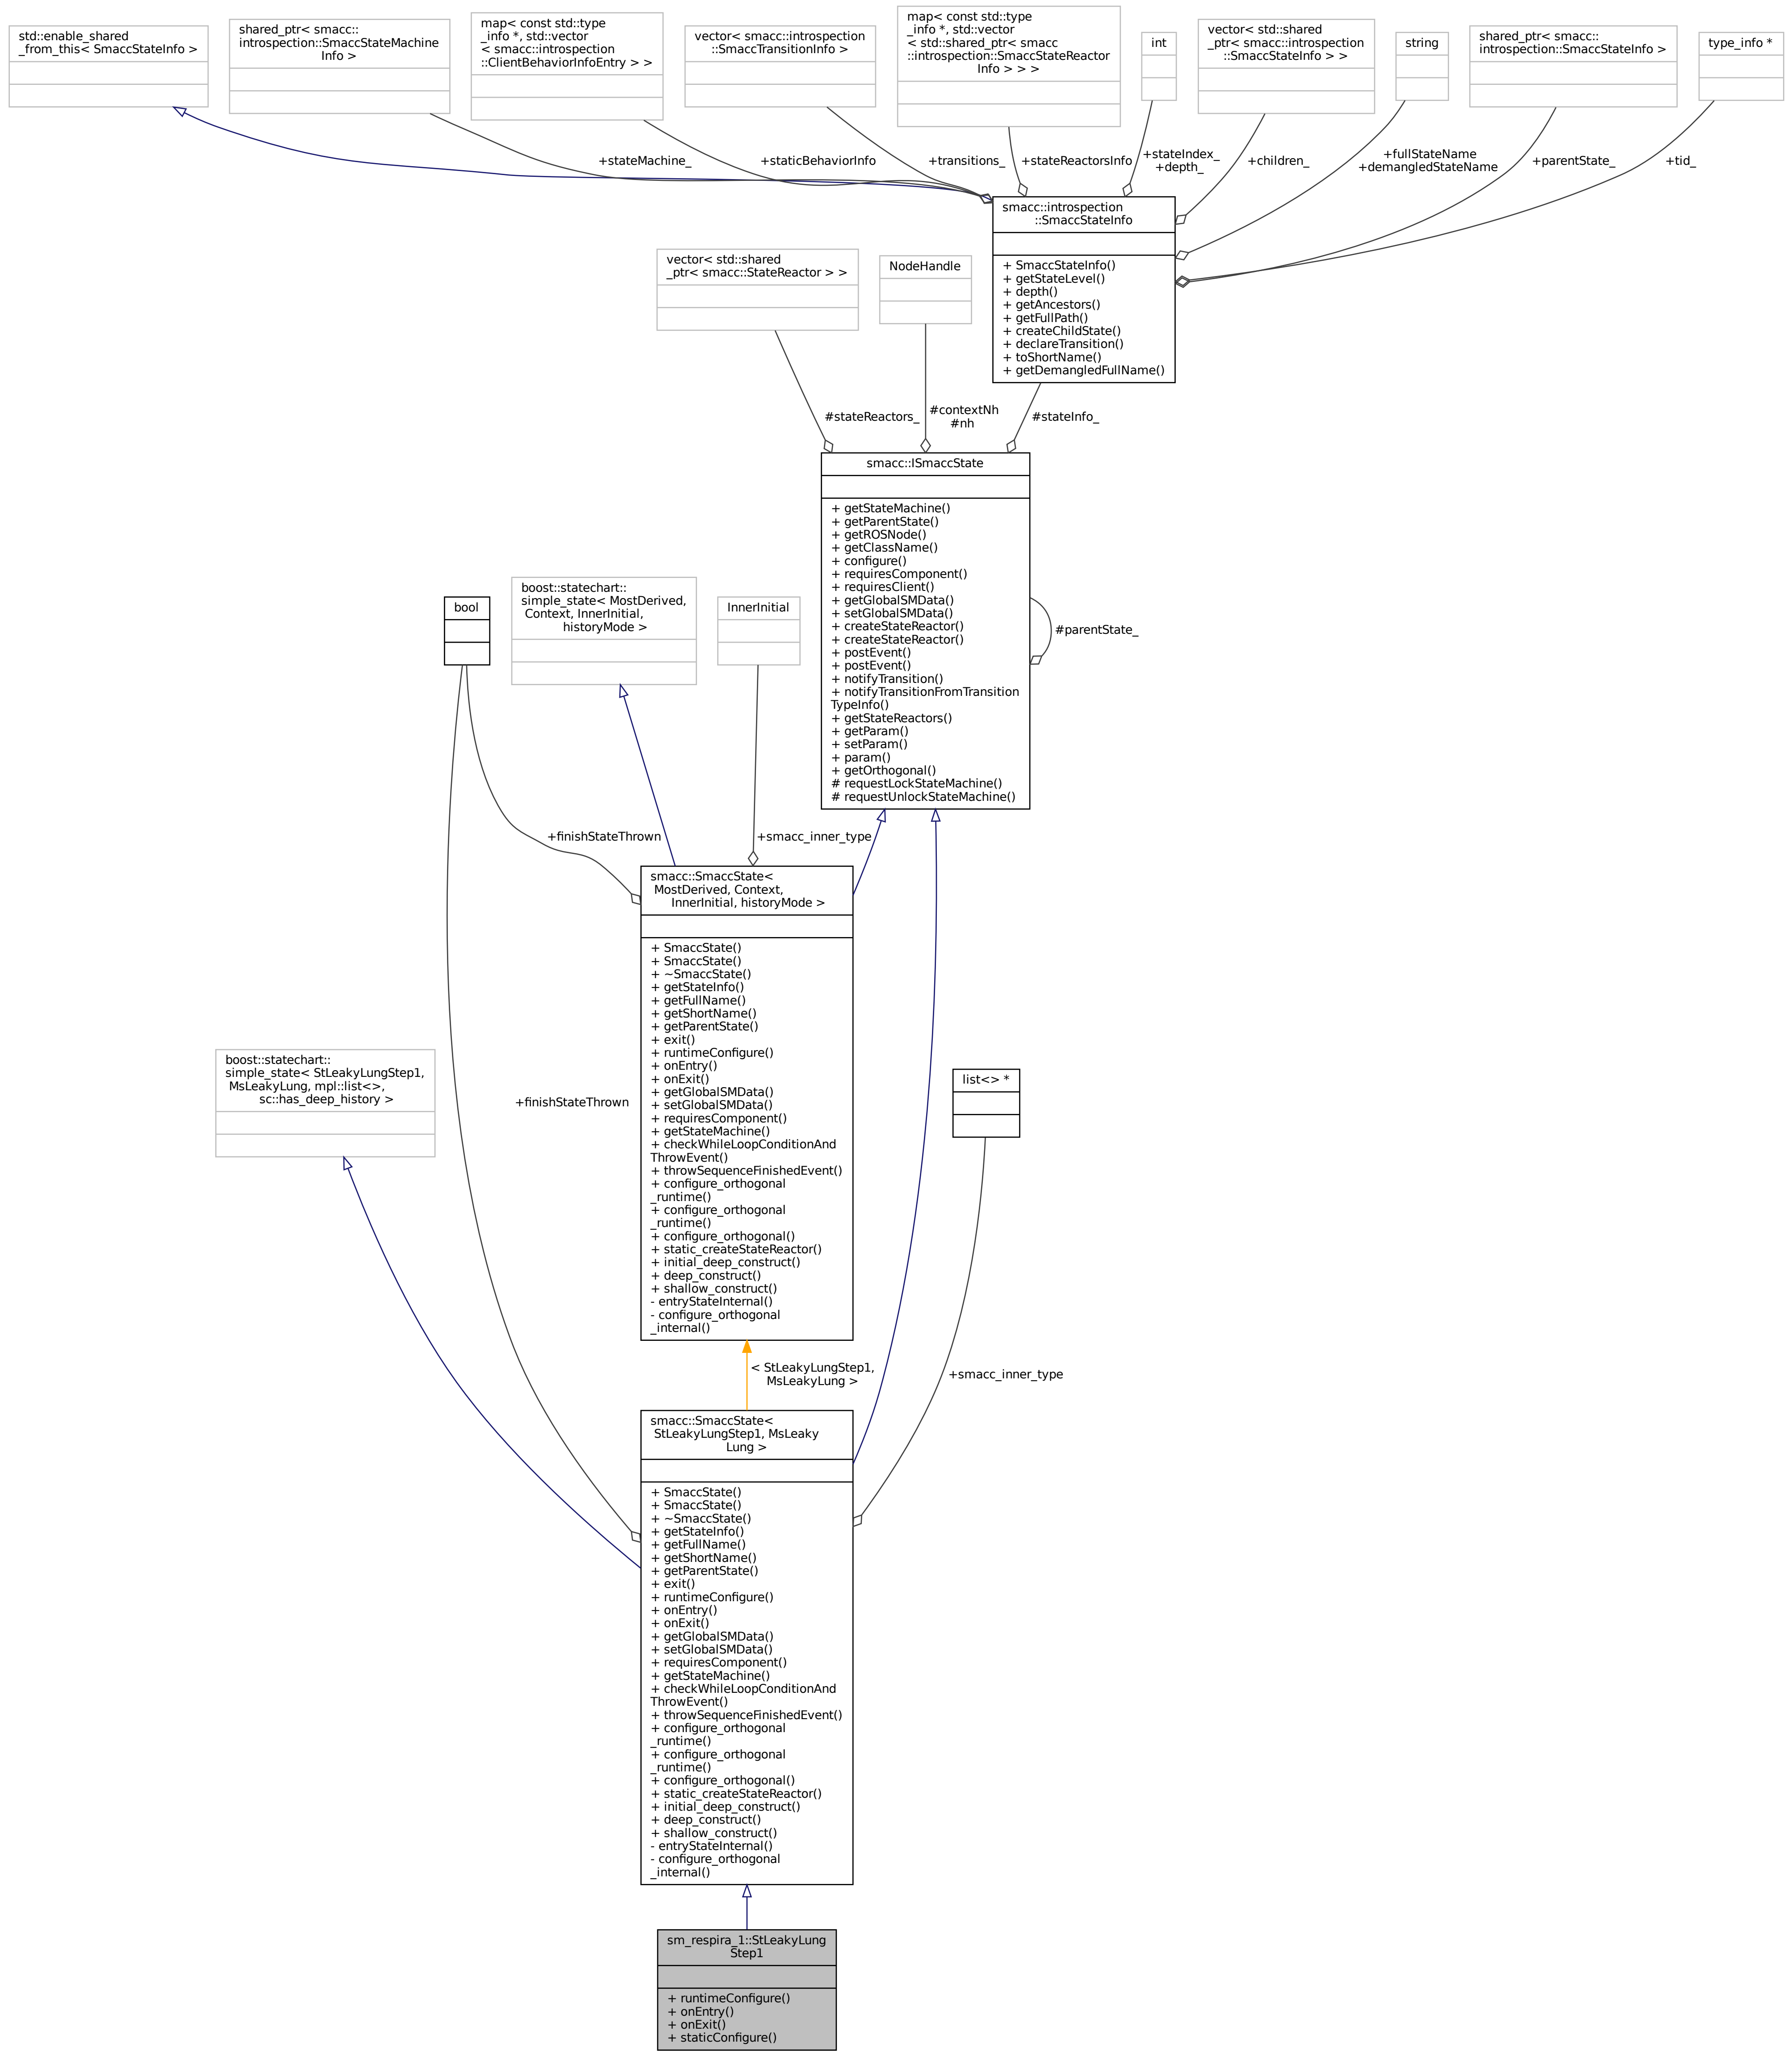 std::enable_shared
_from_this< SmaccStateInfo >
shared_ptr< smacc::
introspection::SmaccStateMachine
Info >
map< const std::type
_info *, std::vector
< smacc::introspection
::ClientBehaviorInfoEntry > >
vector< smacc::introspection
::SmaccTransitionInfo >
map< const std::type
_info *, std::vector
< std::shared_ptr< smacc
::introspection::SmaccStateReactor
Info > > >
int
vector< std::shared
_ptr< smacc::introspection
::SmaccStateInfo > >
string
shared_ptr< smacc::
introspection::SmaccStateInfo >
type_info *
+stateMachine_
+staticBehaviorInfo
+transitions_
+stateReactorsInfo
+stateIndex_
+depth_
+children_
+fullStateName
+demangledStateName
+parentState_
+tid_
smacc::introspection
::SmaccStateInfo
+ SmaccStateInfo()
+ getStateLevel()
+ depth()
+ getAncestors()
+ getFullPath()
+ createChildState()
+ declareTransition()
+ toShortName()
+ getDemangledFullName()
vector< std::shared
_ptr< smacc::StateReactor > >
NodeHandle
#stateReactors_
#contextNh
#nh
#stateInfo_
smacc::ISmaccState
+ getStateMachine()
+ getParentState()
+ getROSNode()
+ getClassName()
+ configure()
+ requiresComponent()
+ requiresClient()
+ getGlobalSMData()
+ setGlobalSMData()
+ createStateReactor()
+ createStateReactor()
+ postEvent()
+ postEvent()
+ notifyTransition()
+ notifyTransitionFromTransition
TypeInfo()
+ getStateReactors()
+ getParam()
+ setParam()
+ param()
+ getOrthogonal()
# requestLockStateMachine()
# requestUnlockStateMachine()
#parentState_
bool
boost::statechart::
simple_state< MostDerived,
Context, InnerInitial,
historyMode >
InnerInitial
+finishStateThrown
+smacc_inner_type
smacc::SmaccState<
MostDerived, Context,
InnerInitial, historyMode >
+ SmaccState()
+ SmaccState()
+ ~SmaccState()
+ getStateInfo()
+ getFullName()
+ getShortName()
+ getParentState()
+ exit()
+ runtimeConfigure()
+ onEntry()
+ onExit()
+ getGlobalSMData()
+ setGlobalSMData()
+ requiresComponent()
+ getStateMachine()
+ checkWhileLoopConditionAnd
ThrowEvent()
+ throwSequenceFinishedEvent()
+ configure_orthogonal
_runtime()
+ configure_orthogonal
_runtime()
+ configure_orthogonal()
+ static_createStateReactor()
+ initial_deep_construct()
+ deep_construct()
+ shallow_construct()
- entryStateInternal()
- configure_orthogonal
_internal()
boost::statechart::
simple_state< StLeakyLungStep1,
MsLeakyLung, mpl::list<>,
sc::has_deep_history >
+finishStateThrown
list<> *
< StLeakyLungStep1,
MsLeakyLung >
+smacc_inner_type
smacc::SmaccState<
StLeakyLungStep1, MsLeaky
Lung >
+ SmaccState()
+ SmaccState()
+ ~SmaccState()
+ getStateInfo()
+ getFullName()
+ getShortName()
+ getParentState()
+ exit()
+ runtimeConfigure()
+ onEntry()
+ onExit()
+ getGlobalSMData()
+ setGlobalSMData()
+ requiresComponent()
+ getStateMachine()
+ checkWhileLoopConditionAnd
ThrowEvent()
+ throwSequenceFinishedEvent()
+ configure_orthogonal
_runtime()
+ configure_orthogonal
_runtime()
+ configure_orthogonal()
+ static_createStateReactor()
+ initial_deep_construct()
+ deep_construct()
+ shallow_construct()
- entryStateInternal()
- configure_orthogonal
_internal()
sm_respira_1::StLeakyLung
Step1
+ runtimeConfigure()
+ onEntry()
+ onExit()
+ staticConfigure()